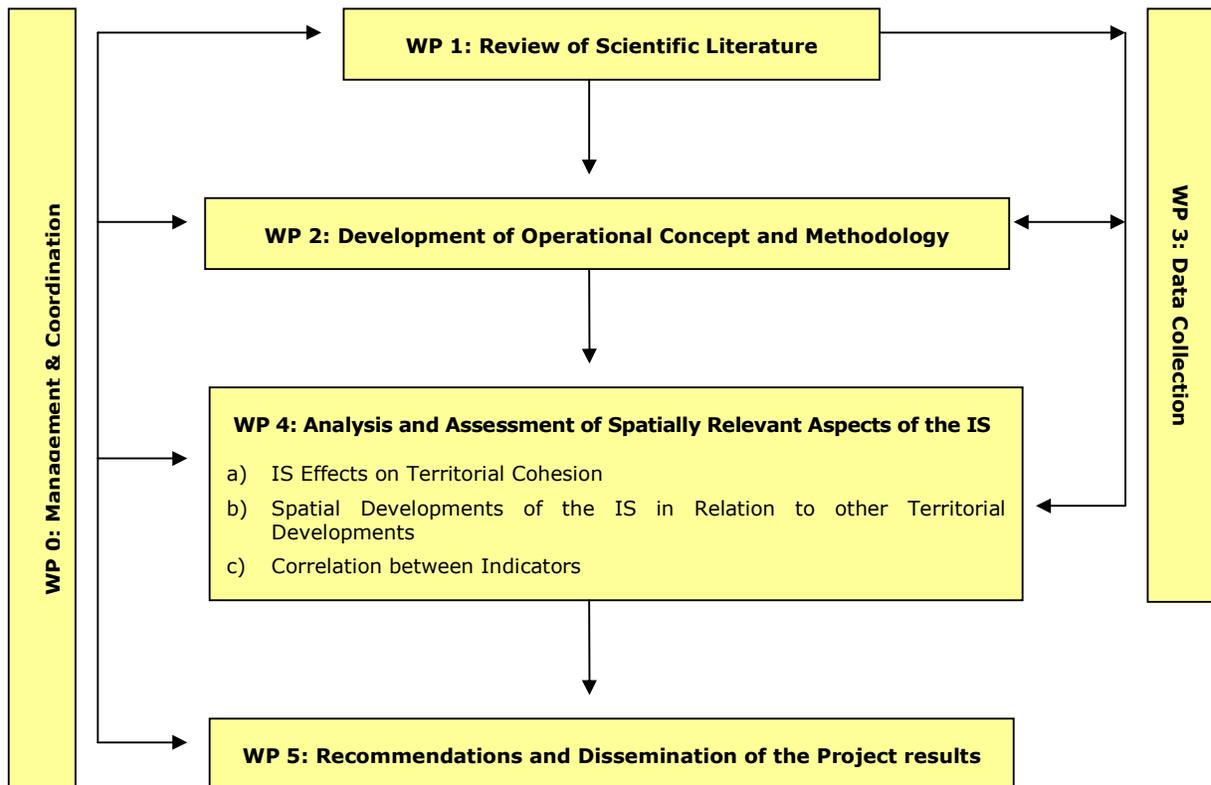 WP 0: Management & Coordination
WP 1: Review of Scientific Literature
WP 2: Development of Operational Concept and Methodology
WP 3: Data Collection
WP 4: Analysis and Assessment of Spatially Relevant Aspects of the IS
a) IS Effects on Territorial Cohesion
b) Spatial Developments of the IS in Relation to other Territorial
Developments
c) Correlation between Indicators
WP 5: Recommendations and Dissemination of the Project results